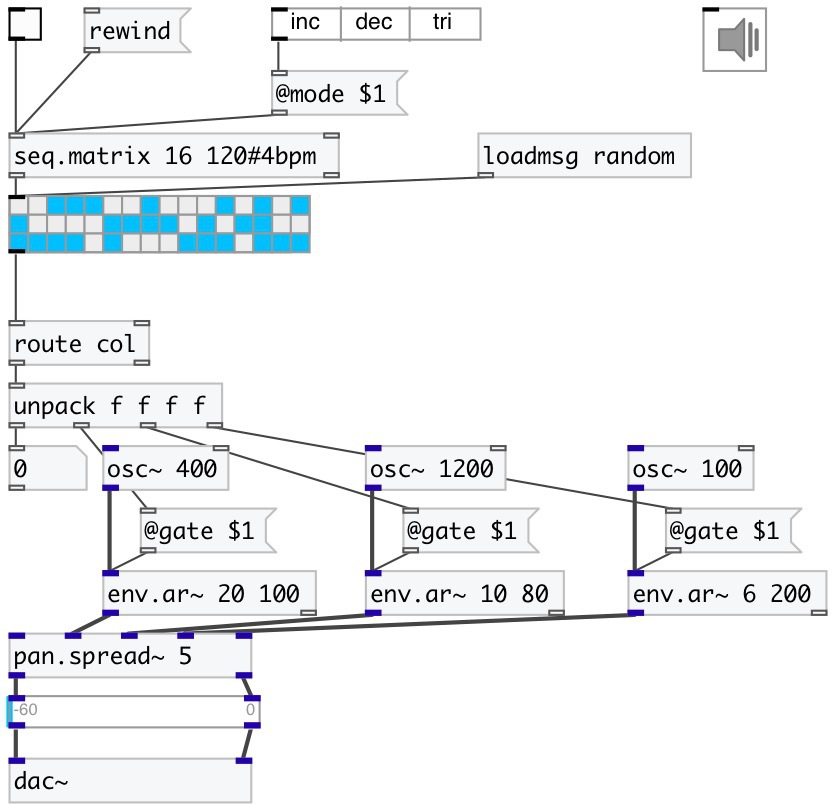 rewind
inc dec tri
@mode $1
seq.matrix 16 120#4bpm
loadmsg random
route col
unpack f f f f
0
osc~ 400
osc~ 1200
osc~ 100
@gate $1
@gate $1
@gate $1
env.ar~ 20 100
env.ar~ 10 80
env.ar~ 6 200
pan.spread~ 5
-60 0
dac~